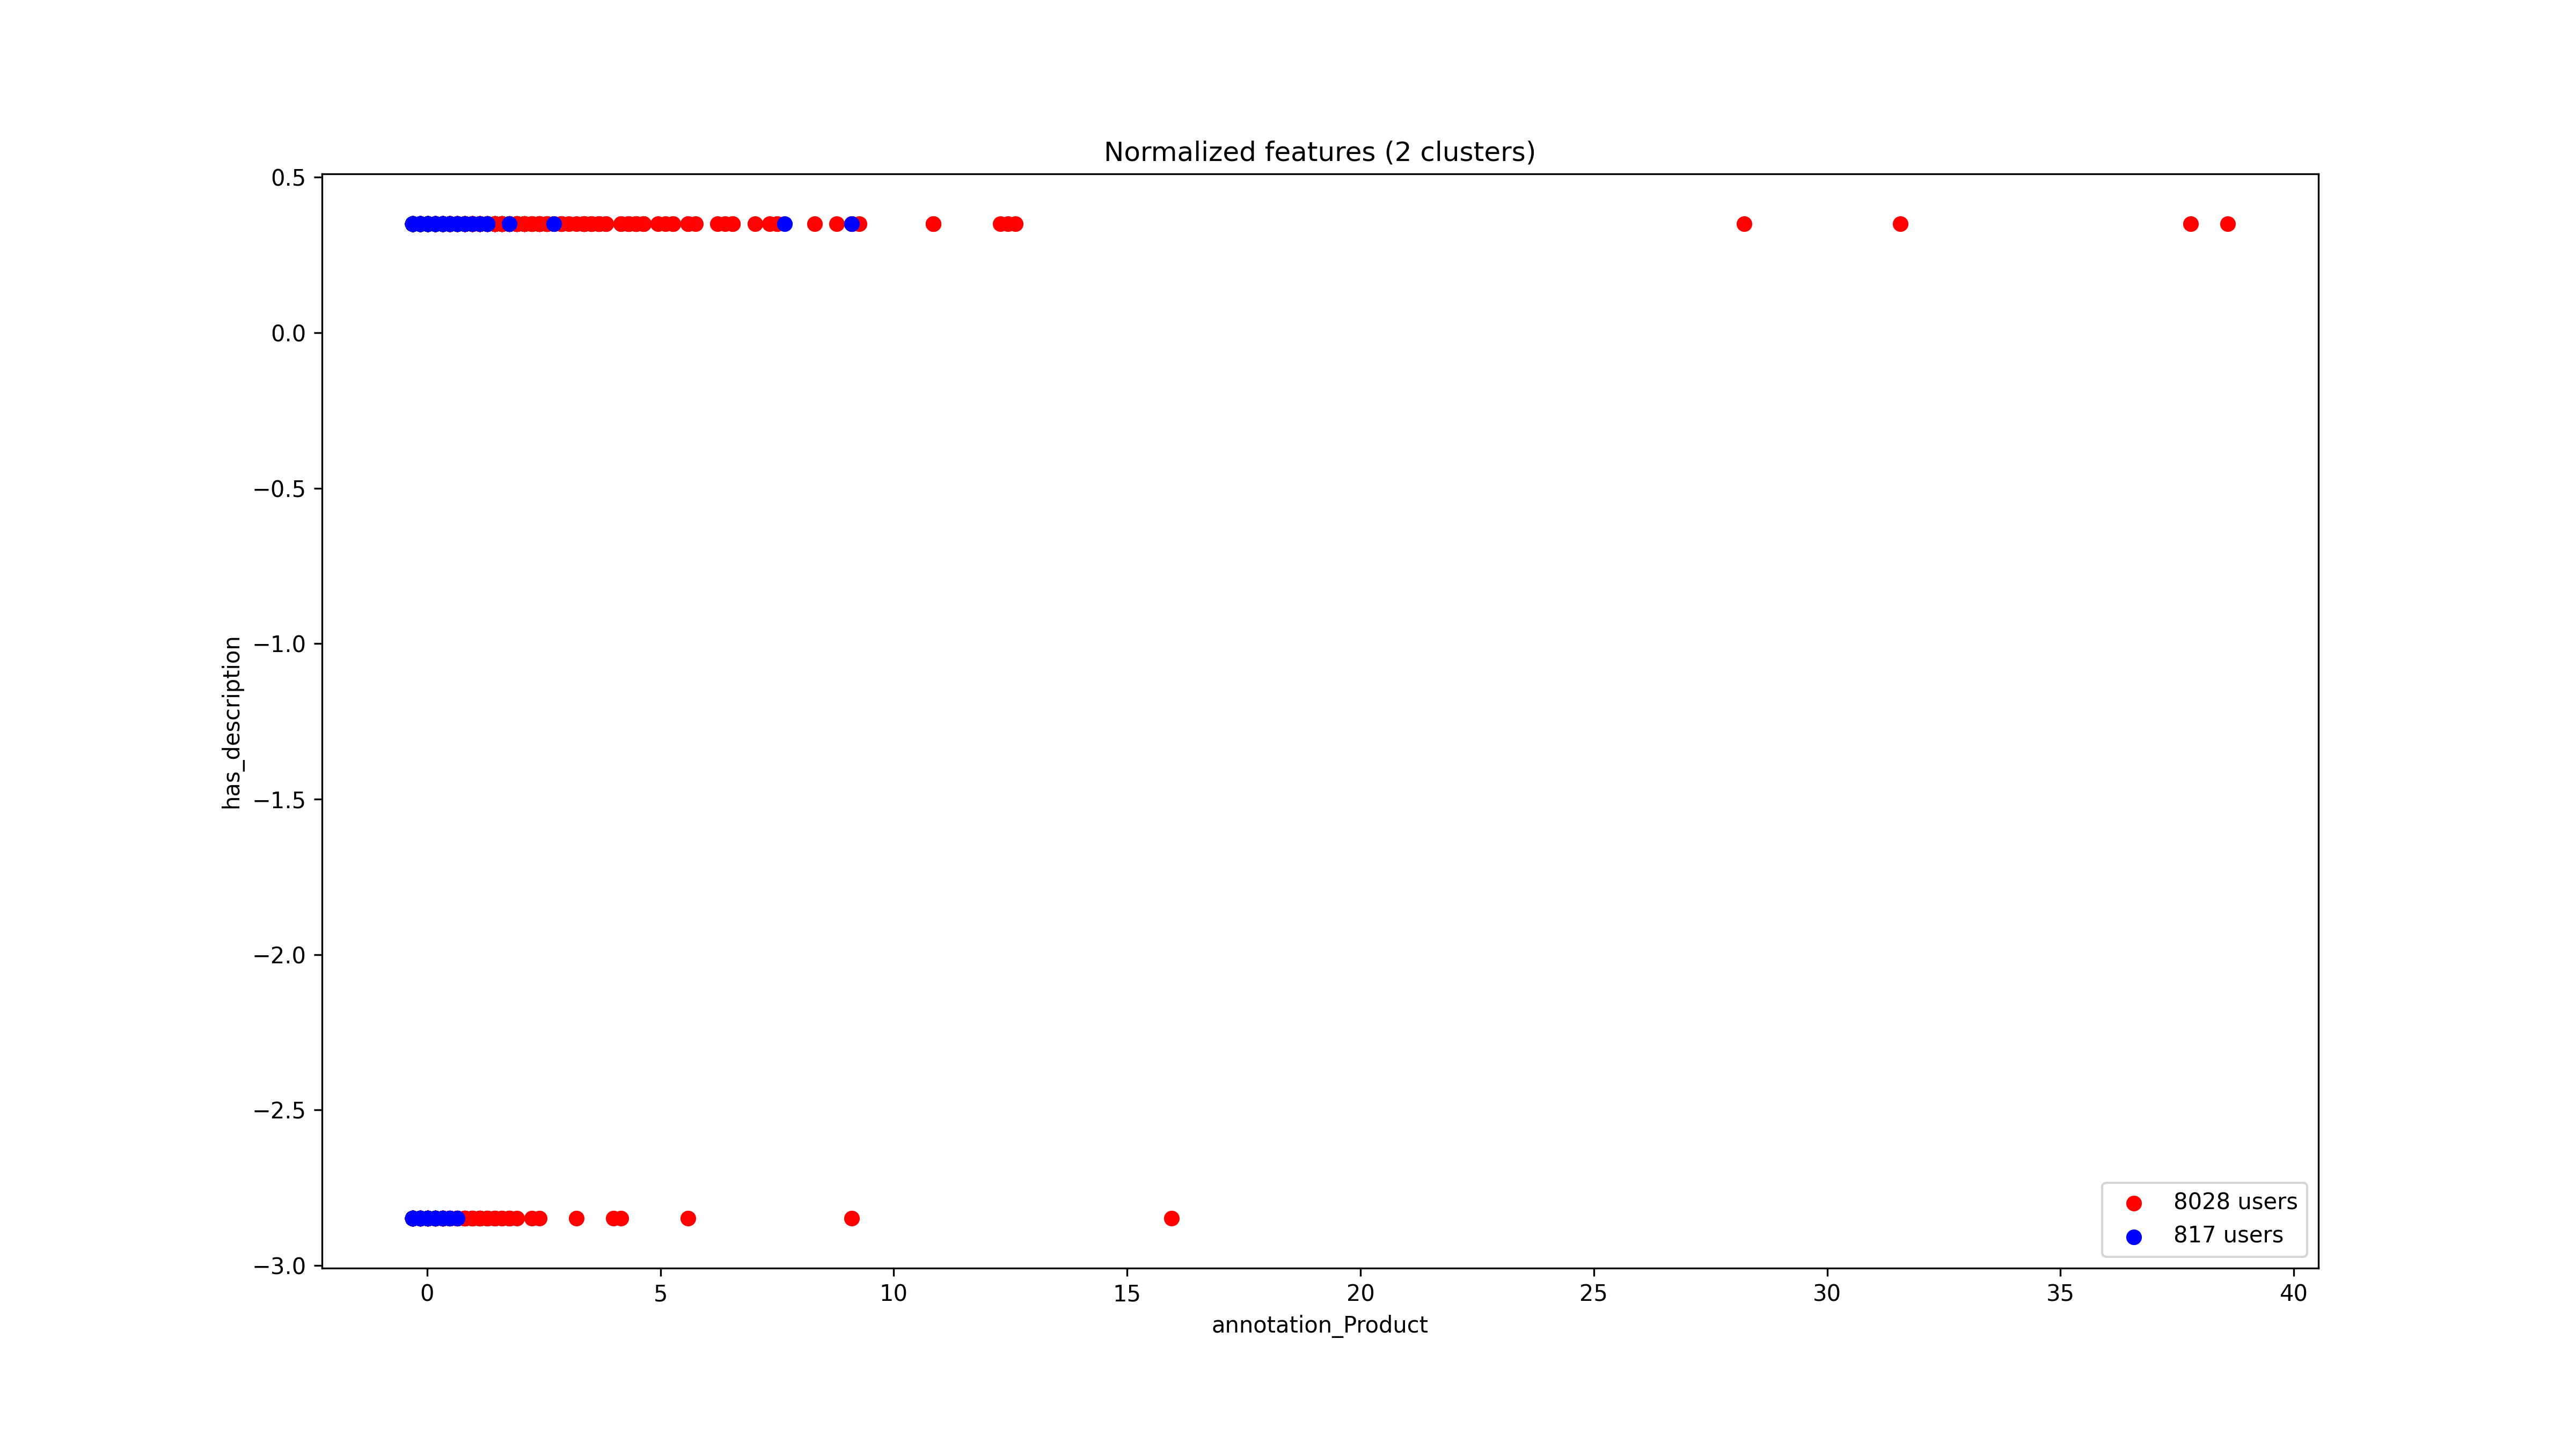 Normalized features (2 clusters)
0.5
0.0
−0.5
−1.0
−1.5
−2.0
−2.5
−3.0
has_description
0 5 10 15 20 25 30 35 40
annotation_Product
8028 users
817 users